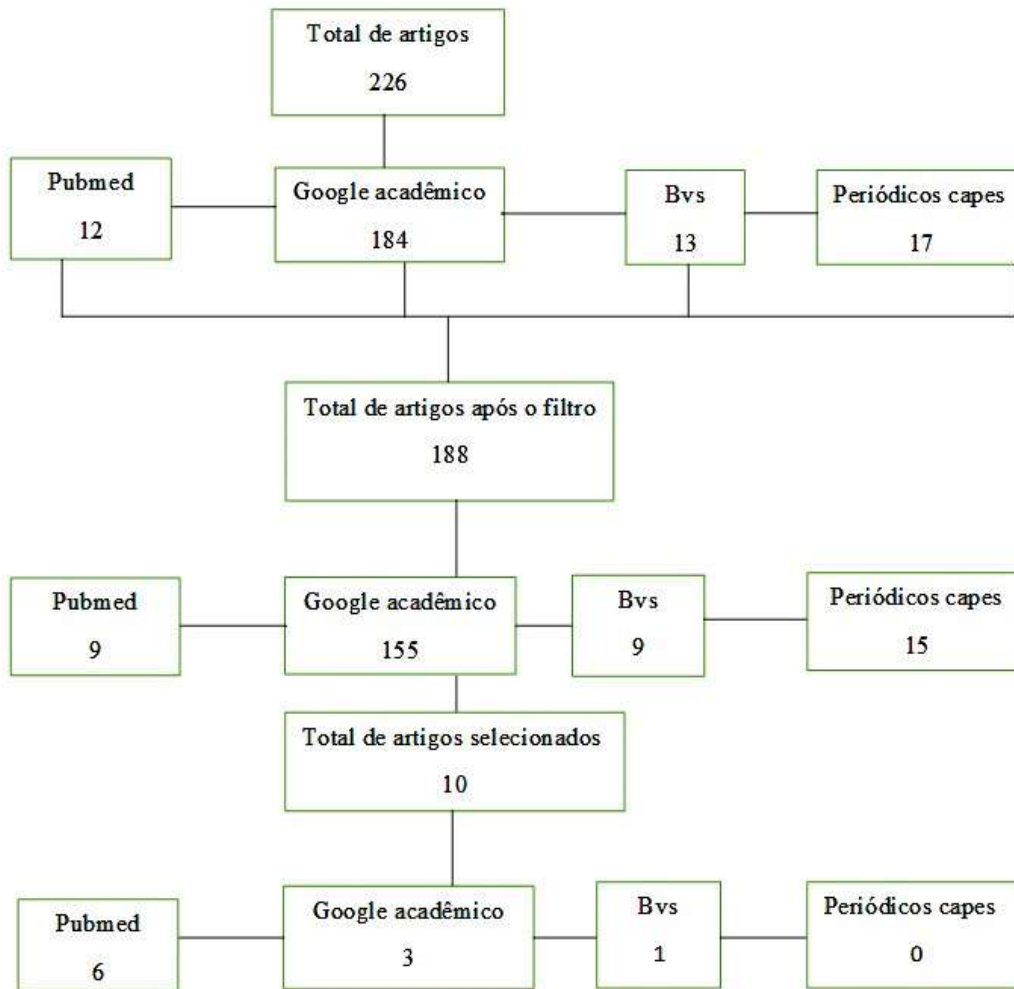 Total de artigos
226
Pubmed
12
Google acadêmico
184
Bvs
13
Periódicos capes
17
Total de artigos após o filtro
188
Pubmed
9
Google acadêmico
155
Bvs
9
Periódicos capes
15
Total de artigos selecionados
10
Pubmed
6
Google acadêmico
3
Bvs
1
Periódicos capes
0